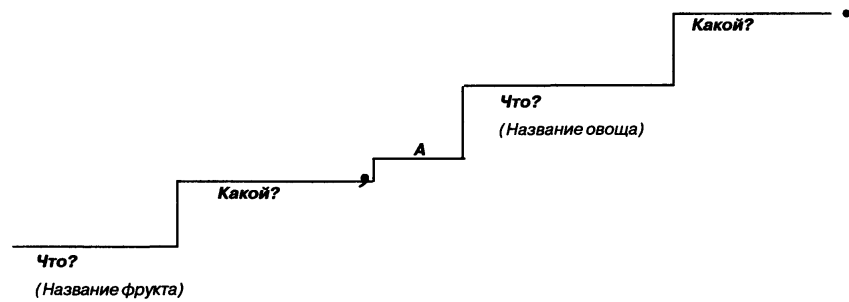 Какой?
Что?
(Название овоща)
А
Какой?
,
Что?
(Название фрукта)